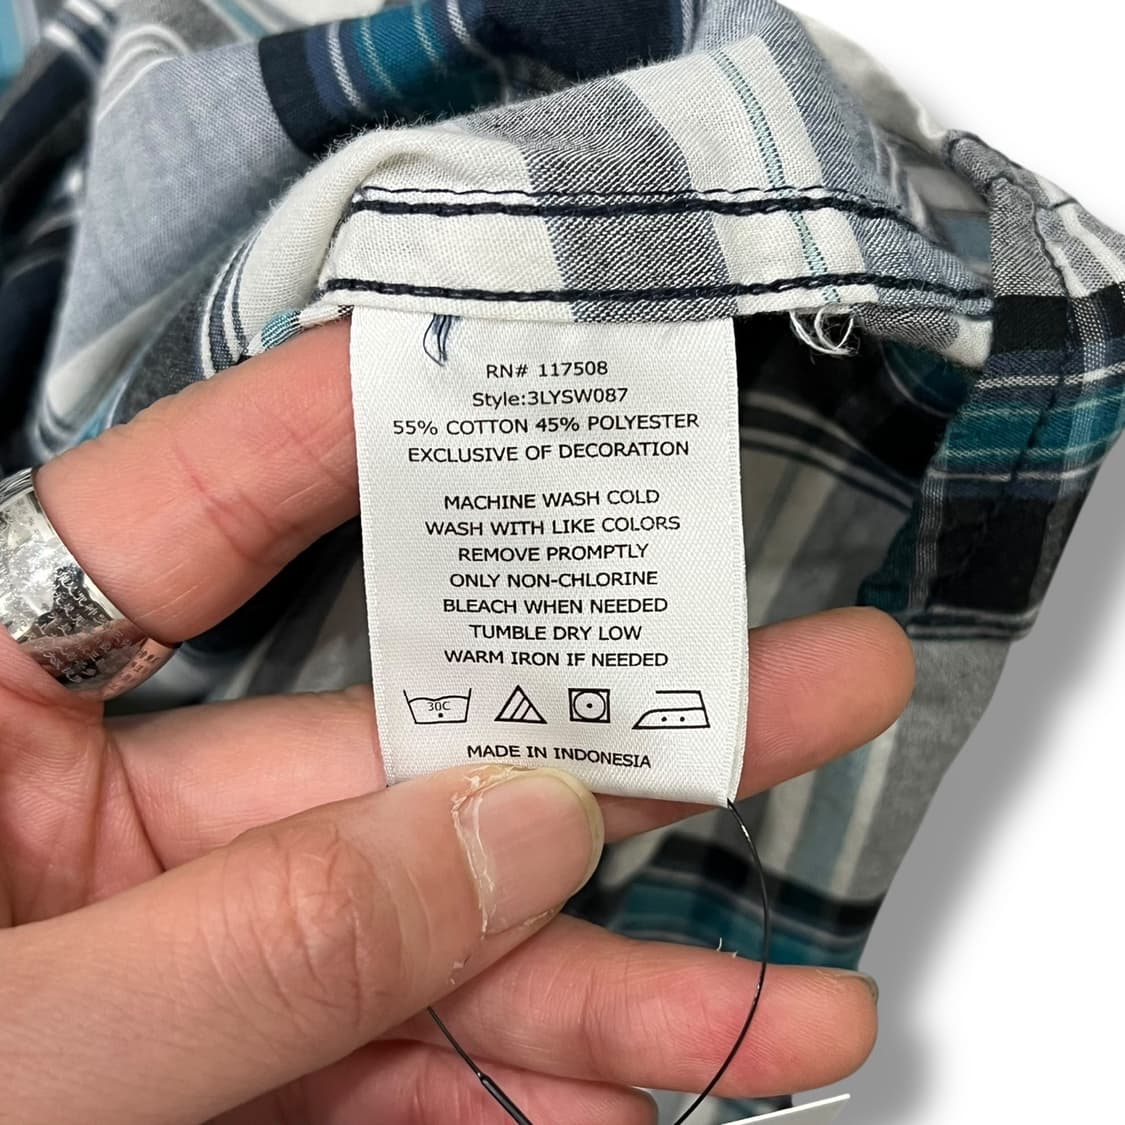 RN# 117508
Style:3LYSW087
55% COTTON 45% POLYESTER
EXCLUSIVE OF DECORATION
MACHINE WASH COLD
WASH WITH LIKE COLORS
REMOVE PROMPTLY
ONLY NON-CHLORINE
BLEACH WHEN NEEDED
TUMBLE DRY LOW
WARM IRON IF NEEDED
30C
MADE IN INDONESIA